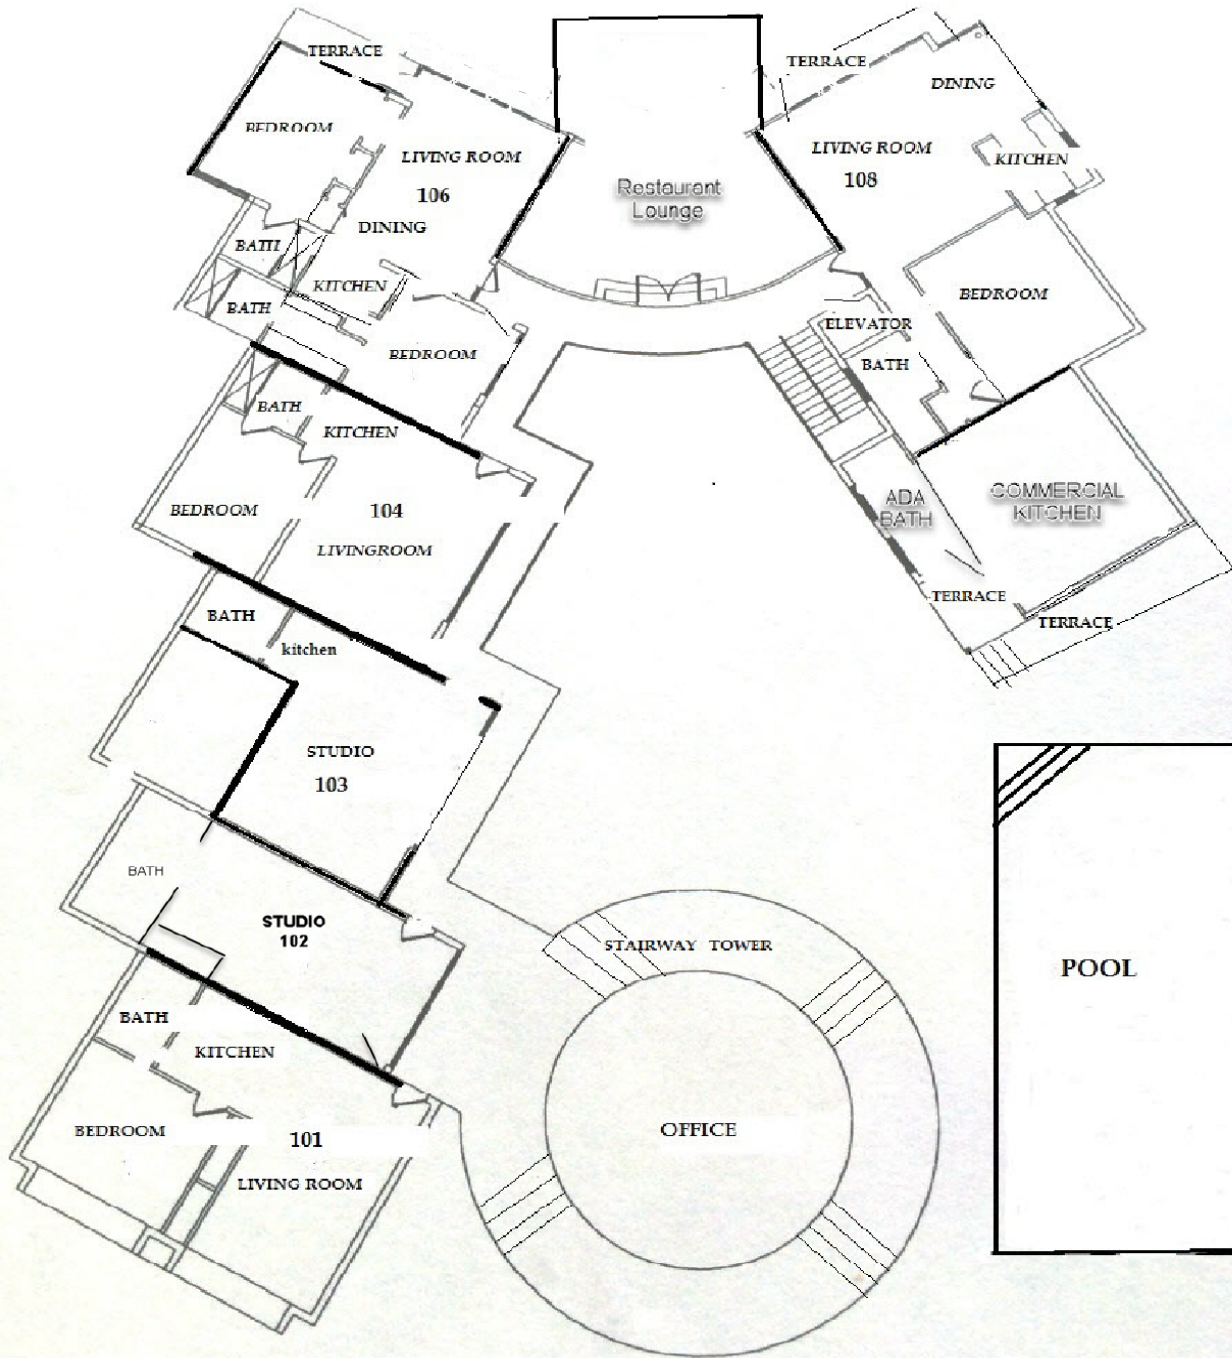 TERRACE
TERRACE
DINING
BEDROOM
LIVING ROOM
106
LIVING ROOM
108
KITCHEN
Restaurant
Lounge
DINING
BATH
KITCHEN
BATH
BEDROOM
BEDROOM
ELEVATOR
BATH
BATH
KITCHEN
BEDROOM
104
LIVINGROOM
ADA
BATH
COMMERCIAL
KITCHEN
TERRACE
TERRACE
BATH
kitchen
STUDIO
103
BATH
STUDIO
102
STAIRWAY TOWER
POOL
BATH
KITCHEN
BEDROOM
101
LIVING ROOM
OFFICE